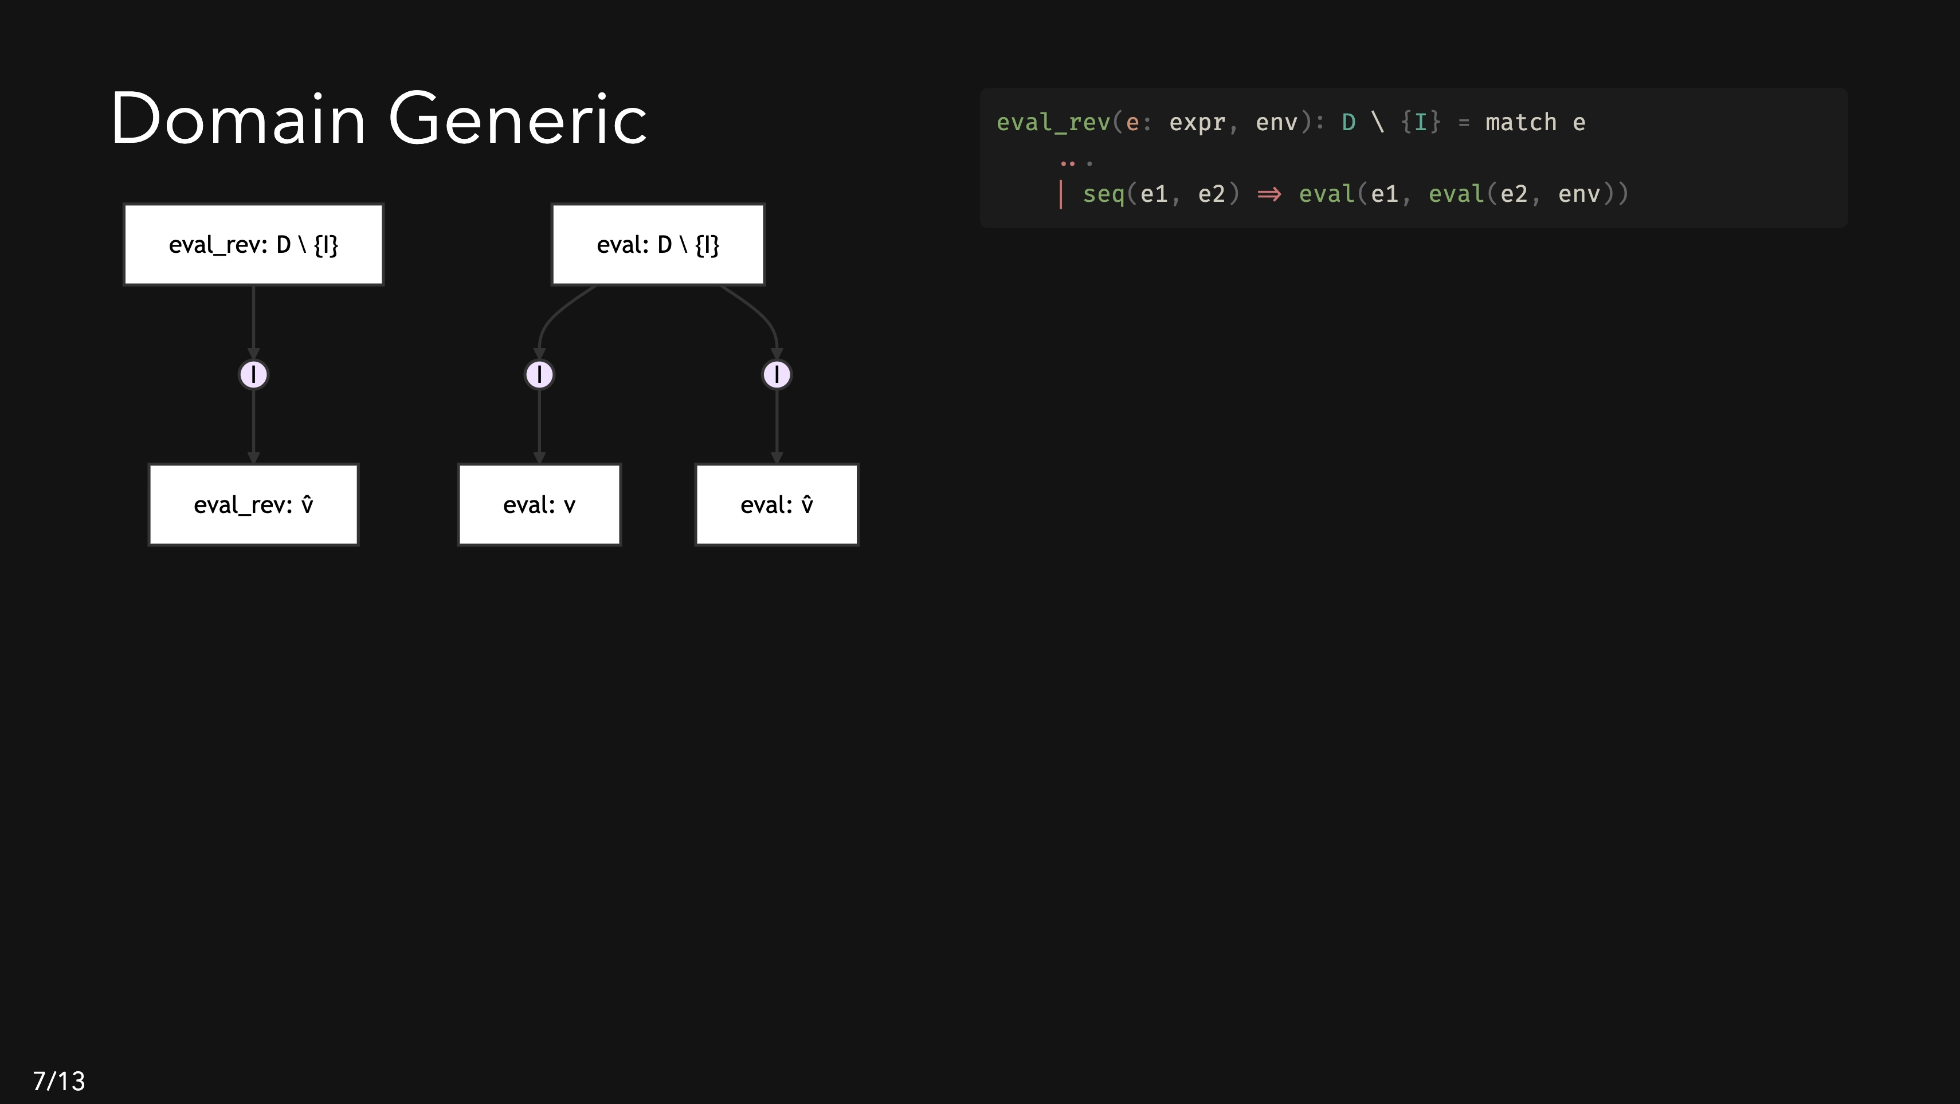 Domain Generic
eval_rev: D \ {I}
eval: D \ {I}
I
I
I
eval_rev: v̂
eval: v
eval: v̂
eval_rev(e: expr, env): D \ {I} = match e
...
| seq(e1, e2) ⇒ eval(e1, eval(e2, env))
7/13